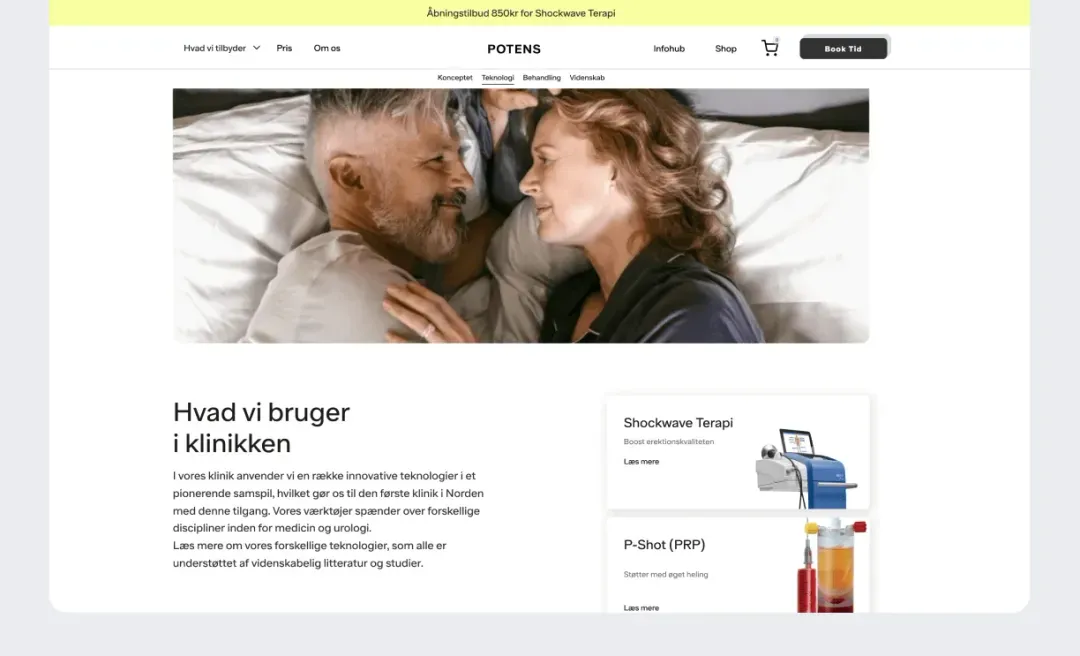 Åbningstilbud 850kr for Shockwave Terapi
Hvad vi tilbyder Pris Om os POTENS Infohub Shop Book Tid
Konceptet Teknologi Behandling Videnskab
Hvad vi bruger
i klinikken
I vores klinik anvender vi en række innovative teknologier i et
pionerende samspil, hvilket gør os til den første klinik i Norden
med denne tilgang. Vores værktøjer spænder over forskellige
discipliner inden for medicin og urologi.
Læs mere om vores forskellige teknologier, som alle er
understøttet af videnskabelig litteratur og studier.
Shockwave Terapi
Boost erektionskvaliteten
Læs mere
P-Shot (PRP)
Støtter med øget heling
Læs mere